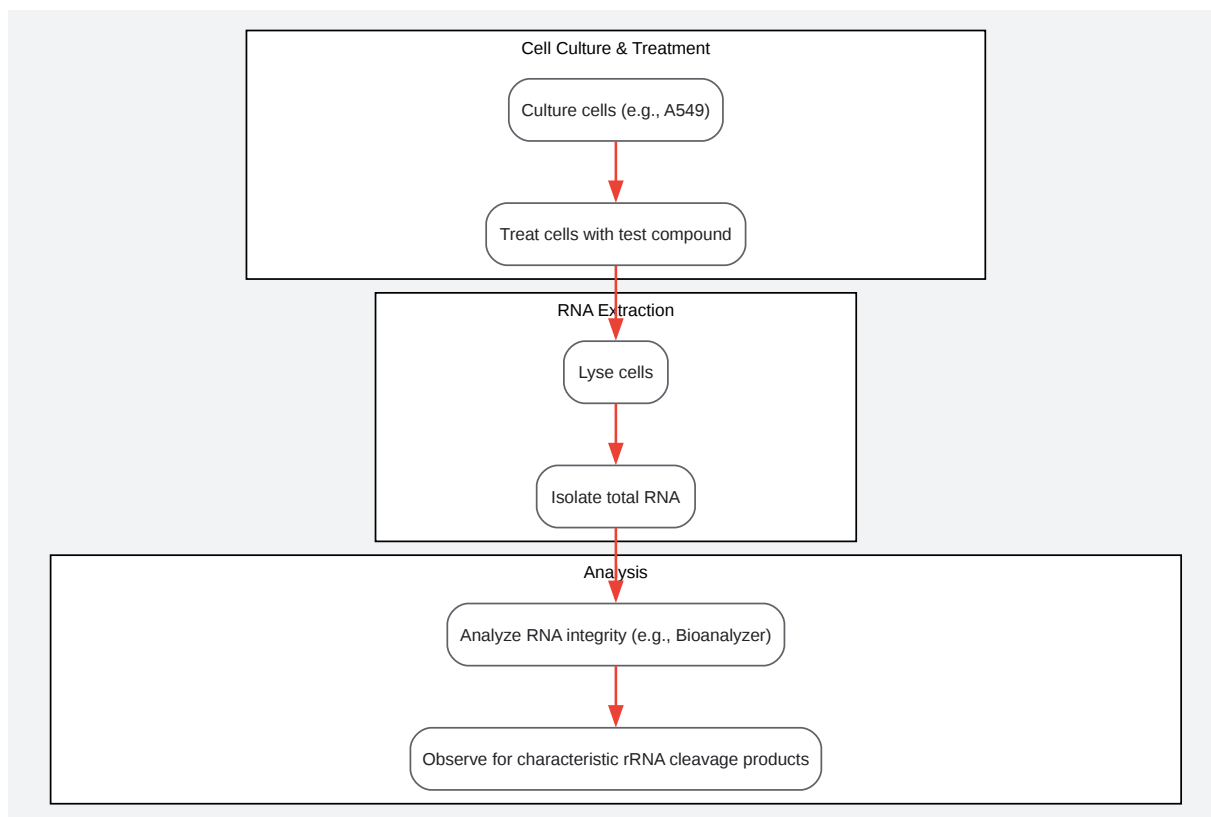 Cell Culture & Treatment
Culture cells (e.g., A549)
Treat cells with test compound
RNA Extraction
Lyse cells
Isolate total RNA
Analysis
Analyze RNA integrity (e.g., Bioanalyzer)
Observe for characteristic rRNA cleavage products